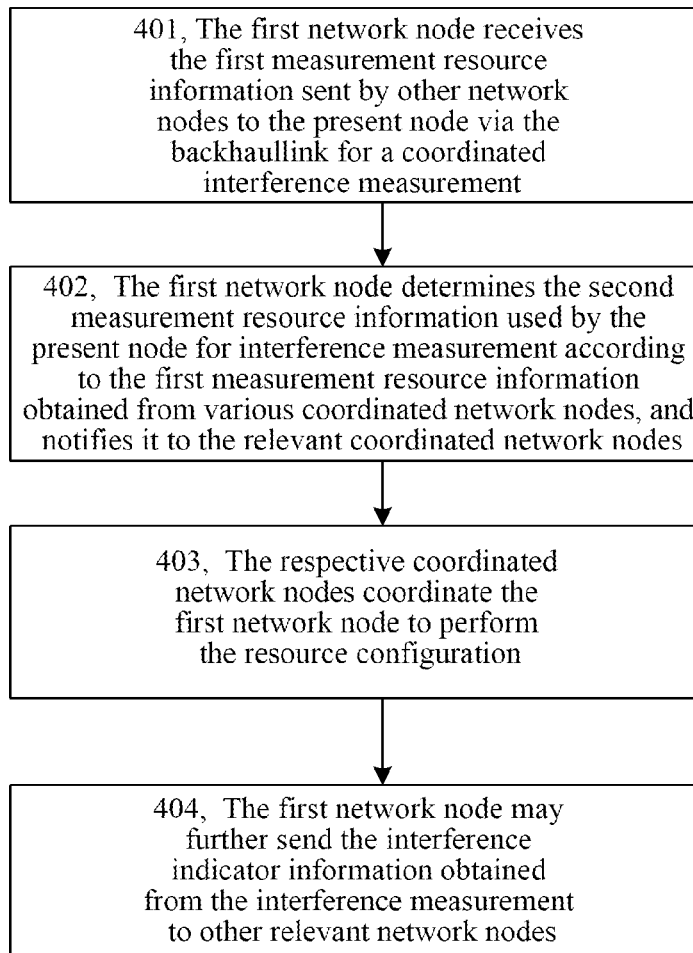 401, The first network node receives
the first measurement resource
information sent by other network
nodes to the present node via the
backhaullink for a coordinated
interference measurement
402, The first network node determines the second
measurement resource information used by the
present node for interference measurement according
to the first measurement resource information
obtained from various coordinated network nodes, and
notifies it to the relevant coordinated network nodes
403, The respective coordinated
network nodes coordinate the
first network node to perform
the resource configuration
404, The first network node may
further send the interference
indicator information obtained
from the interference measurement
to other relevant network nodes